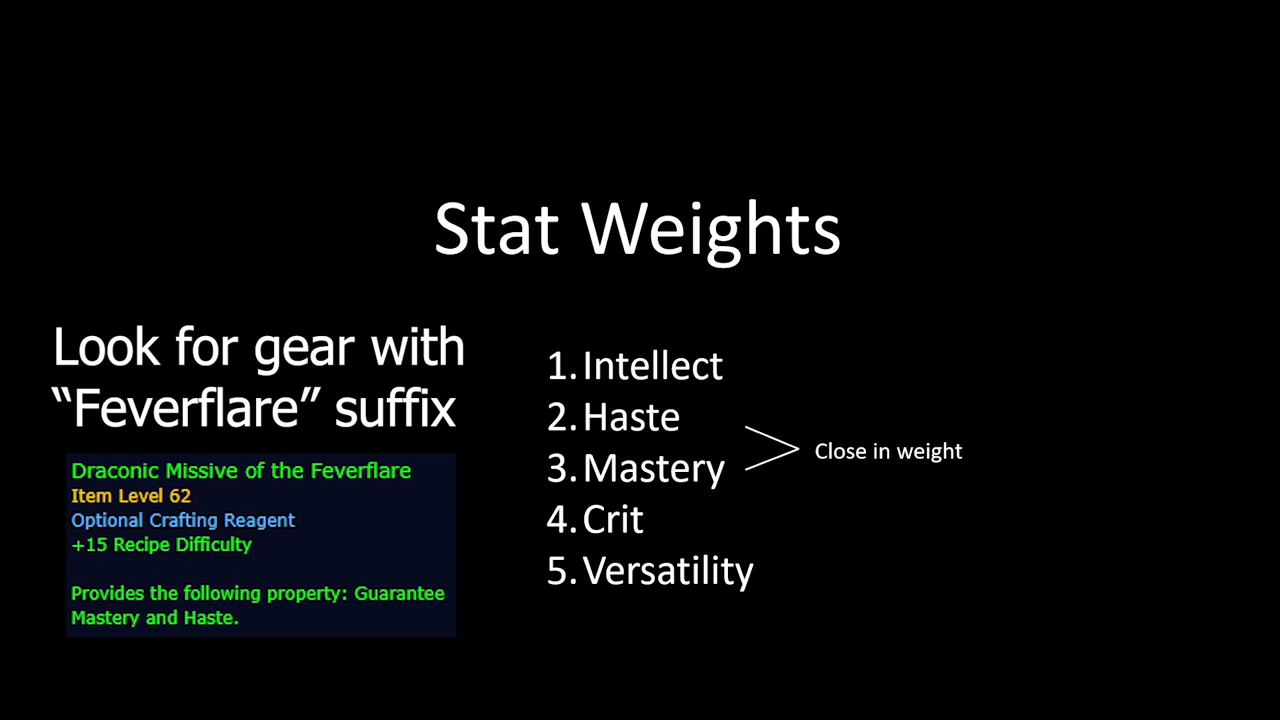 Stat Weights
Look for gear with
“Feverflare” suffix
Draconic Missive of the Feverflare
Item Level 62
Optional Crafting Reagent
+15 Recipe Difficulty
Provides the following property: Guarantee
Mastery and Haste.
1. Intellect
2. Haste
3. Mastery
4. Crit
5. Versatility
Close in weight